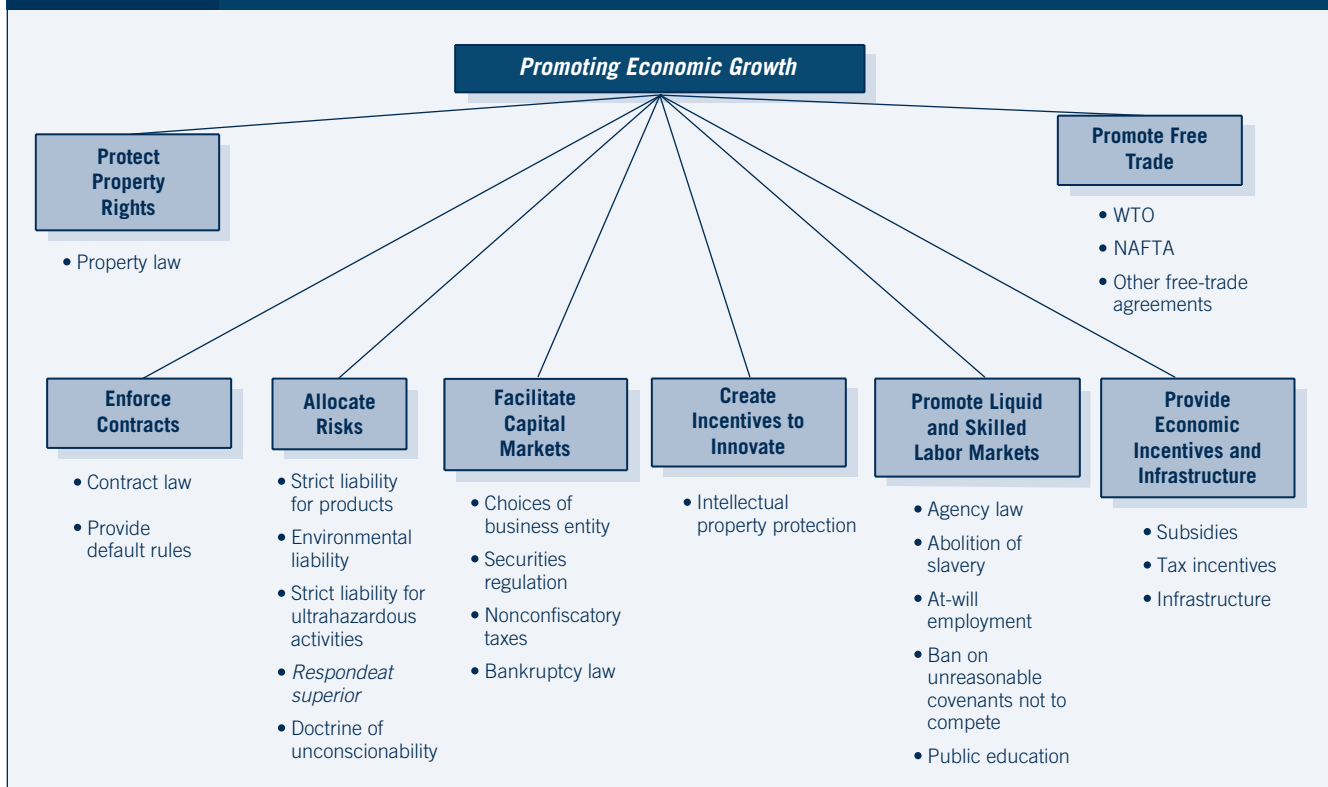 Promoting Economic Growth
Protect
Property
Rights
• Property law
Promote Free
Trade
• WTO
• NAFTA
• Other free-trade
agreements
Enforce
Contracts
• Contract law
• Provide
default rules
Allocate
Risks
• Strict liability
for products
• Environmental
liability
• Strict liability for
ultrahazardous
activities
• Respondeat
superior
• Doctrine of
unconscionability
Facilitate
Capital
Markets
• Choices of
business entity
• Securities
regulation
• Nonconfiscatory
taxes
• Bankruptcy law
Create
Incentives to
Innovate
• Intellectual
property protection
Promote Liquid
and Skilled
Labor Markets
• Agency law
• Abolition of
slavery
• At-will
employment
• Ban on
unreasonable
covenants not to
compete
• Public education
Provide
Economic
Incentives and
Infrastructure
• Subsidies
• Tax incentives
• Infrastructure